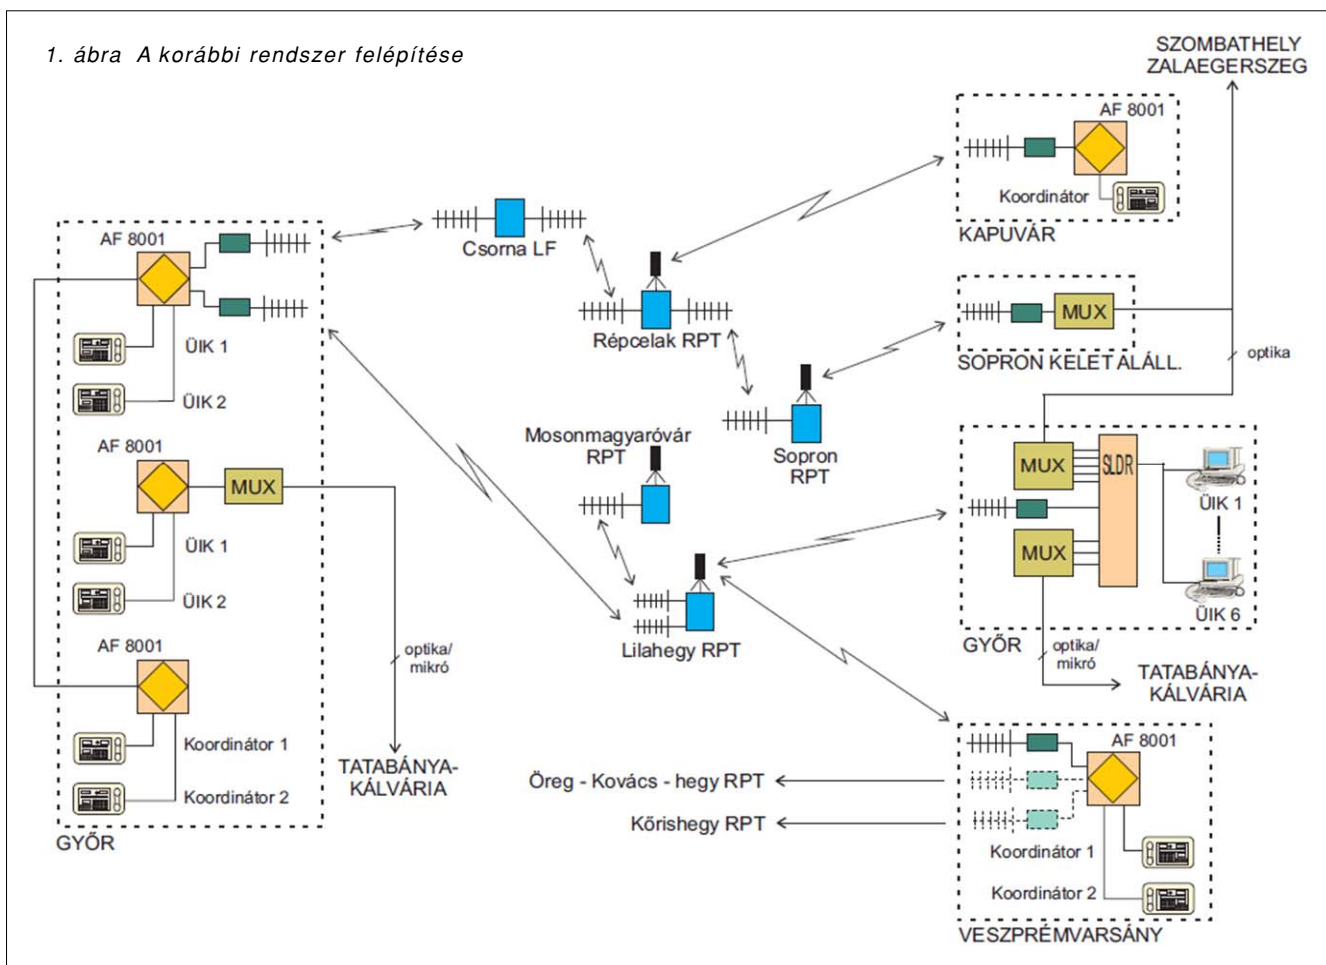 1. ábra A korábbi rendszer felépítése
SZOMBATHELY
ZALAEGERSZEG
AF 8001
Koordinátor
KAPUVÁR
AF 8001
ÜIK 1
ÜIK 2
AF 8001
MUX
ÜIK 1
ÜIK 2
AF 8001
Koordinátor 1
Koordinátor 2
GYŐR
optika/
mikró
TATABÁNYA-
KÁLVÁRIA
Csorna LF
Répcelak RPT
Sopron
RPT
Mosonmagyaróvár
RPT
Lilahegy RPT
MUX
SOPRON KELET ALÁLL.
optika
MUX
SLDR
MUX
ÜIK 1
ÜIK 6
GYŐR
optika/
mikró
TATABÁNYA-
KÁLVÁRIA
Öreg - Kovács - hegy RPT
Kőrishegy RPT
AF 8001
Koordinátor 1
Koordinátor 2
VESZPRÉMVARSÁNY